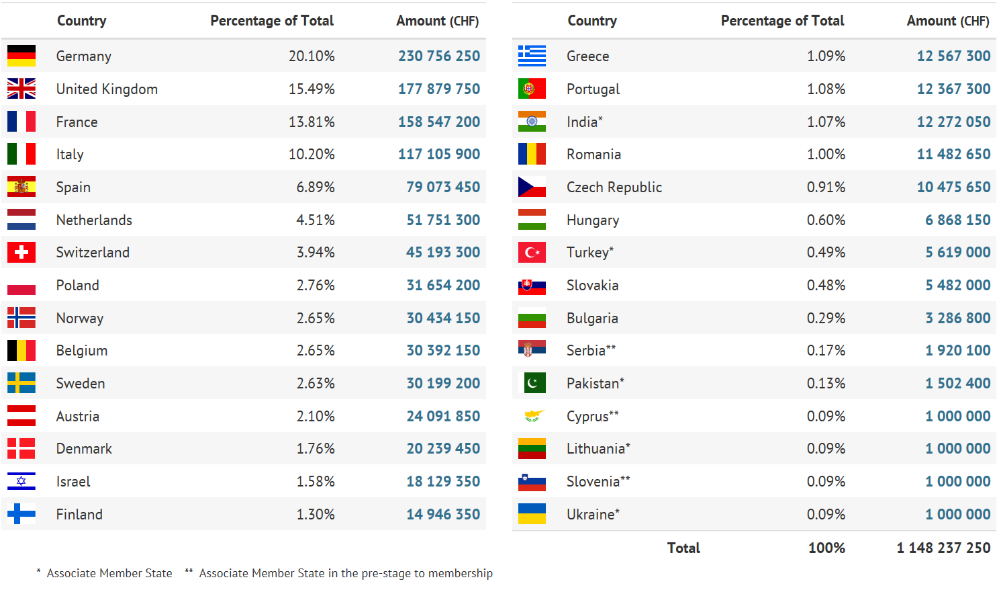 Country Percentage of Total Amount (CHF)
Germany 20.10% 230 756 250
United Kingdom 15.49% 177 879 750
France 13.81% 158 547 200
Italy 10.20% 117 105 900
Spain 6.89% 79 073 450
Netherlands 4.51% 51 751 300
Switzerland 3.94% 45 193 300
Poland 2.76% 31 654 200
Norway 2.65% 30 434 150
Belgium 2.65% 30 392 150
Sweden 2.63% 30 199 200
Austria 2.10% 24 091 850
Denmark 1.76% 20 239 450
Israel 1.58% 18 129 350
Finland 1.30% 14 946 350
Country Percentage of Total Amount (CHF)
Greece 1.09% 12 567 300
Portugal 1.08% 12 367 300
India* 1.07% 12 272 050
Romania 1.00% 11 482 650
Czech Republic 0.91% 10 475 650
Hungary 0.60% 6 868 150
Turkey* 0.49% 5 619 000
Slovakia 0.48% 5 482 000
Bulgaria 0.29% 3 286 800
Serbia** 0.17% 1 920 100
Pakistan* 0.13% 1 502 400
Cyprus** 0.09% 1 000 000
Lithuania* 0.09% 1 000 000
Slovenia** 0.09% 1 000 000
Ukraine* 0.09% 1 000 000
Total 100% 1 148 237 250
* Associate Member State ** Associate Member State in the pre-stage to membership